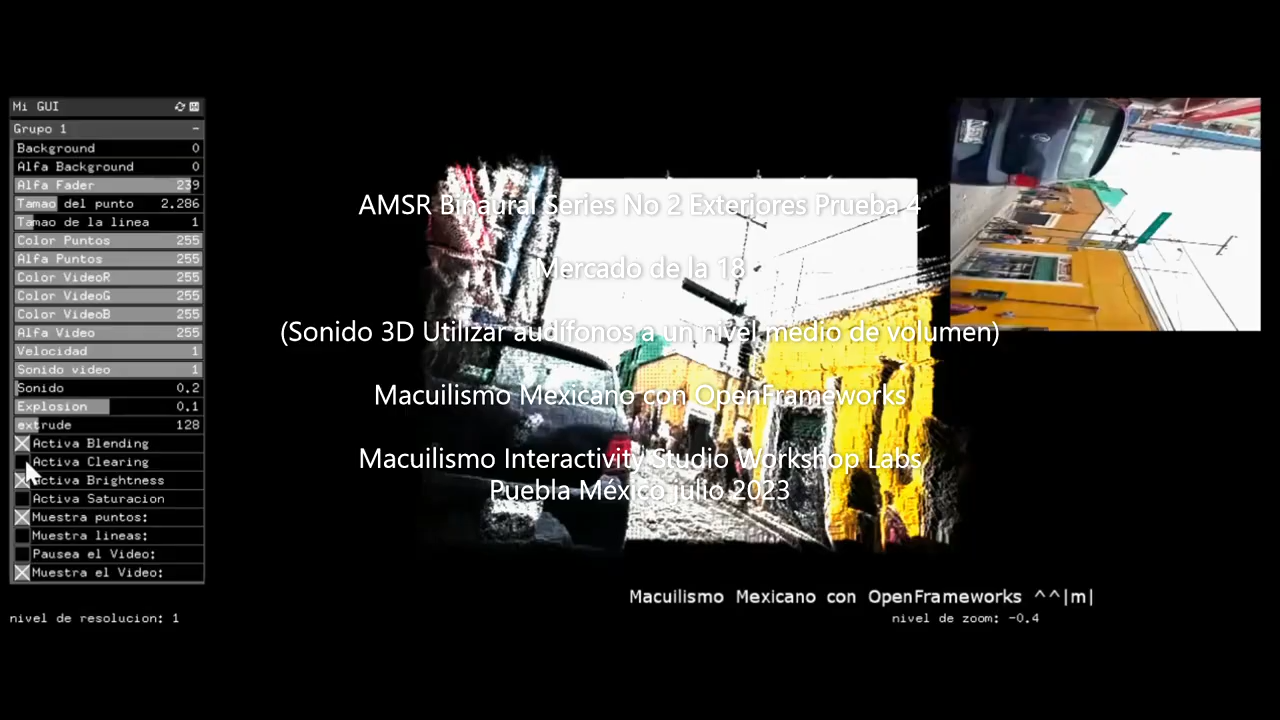 Mi GUI
Grupo 1 -
Background 0
Alfa Background 0
Alfa Fader 239
Tamao del punto 2.286
Tamao de la linea 1
Color Puntos 255
Alfa Puntos 255
Color VideoR 255
Color VideoG 255
Color VideoB 255
Alfa Video 255
Velocidad 1
Sonido video 1
Sonido 0.2
Explosion 0.1
extrude 128
Activa Blending
Activa Clearing
Activa Brightness
Activa Saturacion
Muestra puntos:
Muestra lineas:
Pausea el Video:
Muestra el Video:
nivel de resolucion: 1
AMSR Binaural Series No 2 Exteriores Prueba 4
Mercado de la 18
(Sonido 3D Utilizar audífonos a un nivel medio de volumen)
Macuilismo Mexicano con OpenFrameworks
Macuilismo Interactivity Studio Workshop Labs,
Puebla México julio 2023
Macuilismo Mexicano con OpenFrameworks ^^|m|
nivel de zoom: -0.4